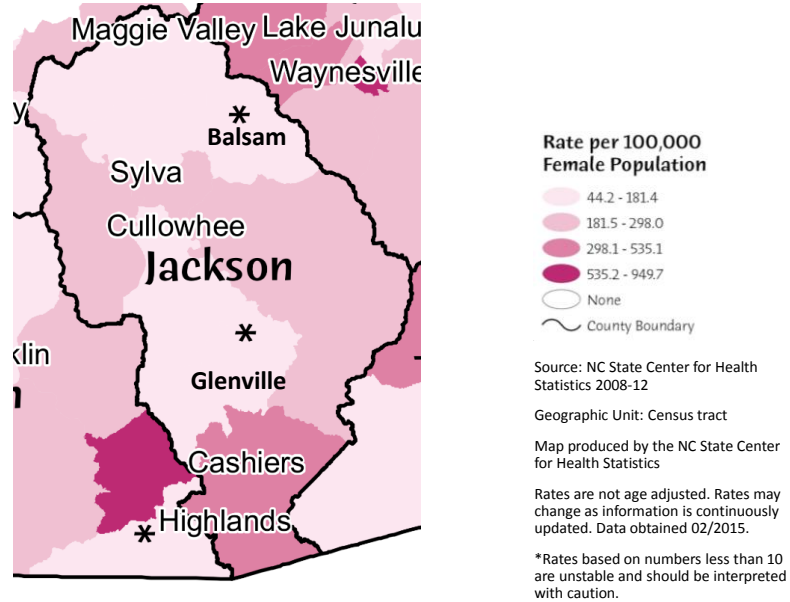 Maggie Valley Lake Junalu
Waynesville
y
*
Balsam
Sylva
Cullowhee
Jackson
*
klin
Glenville
n
Cashiers
Highlands
*
Rate per 100,000
Female Population
44.2 - 181.4
181.5 - 298.0
298.1 - 535.1
535.2 - 949.7
None
County Boundary
Source: NC State Center for Health
Statistics 2008-12
Geographic Unit: Census tract
Map produced by the NC State Center
for Health Statistics
Rates are not age adjusted. Rates may
change as information is continuously
updated. Data obtained 02/2015.
*Rates based on numbers less than 10
are unstable and should be interpreted
with caution.